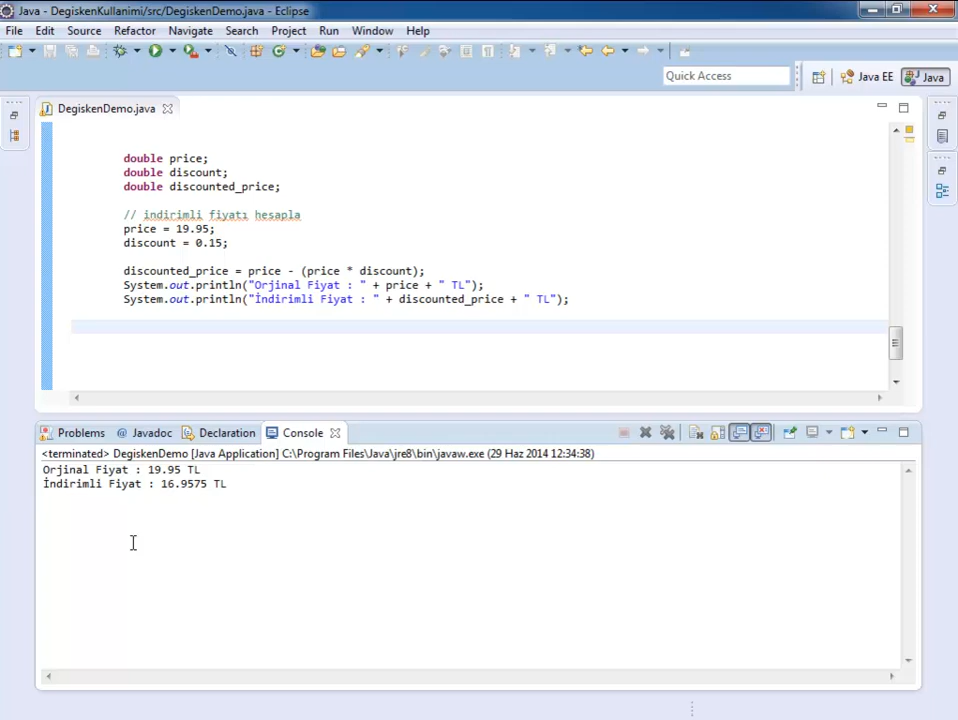 Java - DegiskenKullanimi/src/DegiskenDemo.java - Eclipse
File Edit Source Refactor Navigate Search Project Run Window Help
Quick Access
Java EE
Java
DegiskenDemo.java
double price;
double discount;
double discounted_price;
// indirimli fiyatı hesapla
price = 19.95;
discount = 0.15;
discounted_price = price - (price * discount);
System.out.println("Orjinal Fiyat : " + price + " TL");
System.out.println("İndirimli Fiyat : " + discounted_price + " TL");
Problems @ Javadoc Declaration Console
<terminated> DegiskenDemo [Java Application] C:\Program Files\Java\jre8\bin\javaw.exe (29 Haz 2014 12:34:38)
Orjinal Fiyat : 19.95 TL
İndirimli Fiyat : 16.9575 TL